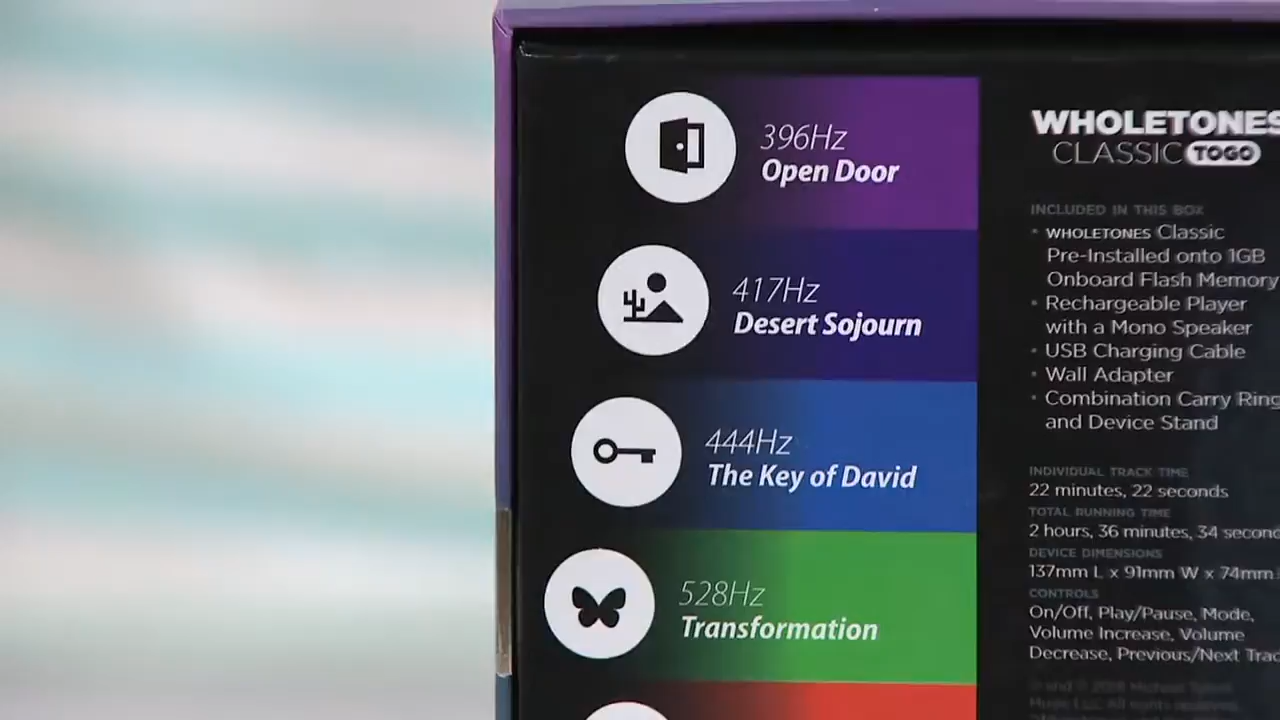 396Hz
Open Door
417Hz
Desert Sojourn
444Hz
The Key of David
528Hz
Transformation
WHOLETONES
CLASSIC TOGO
INCLUDED IN THIS BOX
• WHOLETONES Classic
Pre-Installed onto 1GB
Onboard Flash Memory
• Rechargeable Player
with a Mono Speaker
• USB Charging Cable
• Wall Adapter
• Combination Carry Ring
and Device Stand
INDIVIDUAL TRACK TIME
22 minutes, 22 seconds
TOTAL RUNNING TIME
2 hours, 36 minutes, 34 second
DEVICE DIMENSIONS
137mm L x 91mm W x 74mm
CONTROLS
On/Off, Play/Pause, Mode,
Volume Increase, Volume
Decrease, Previous/Next Trac